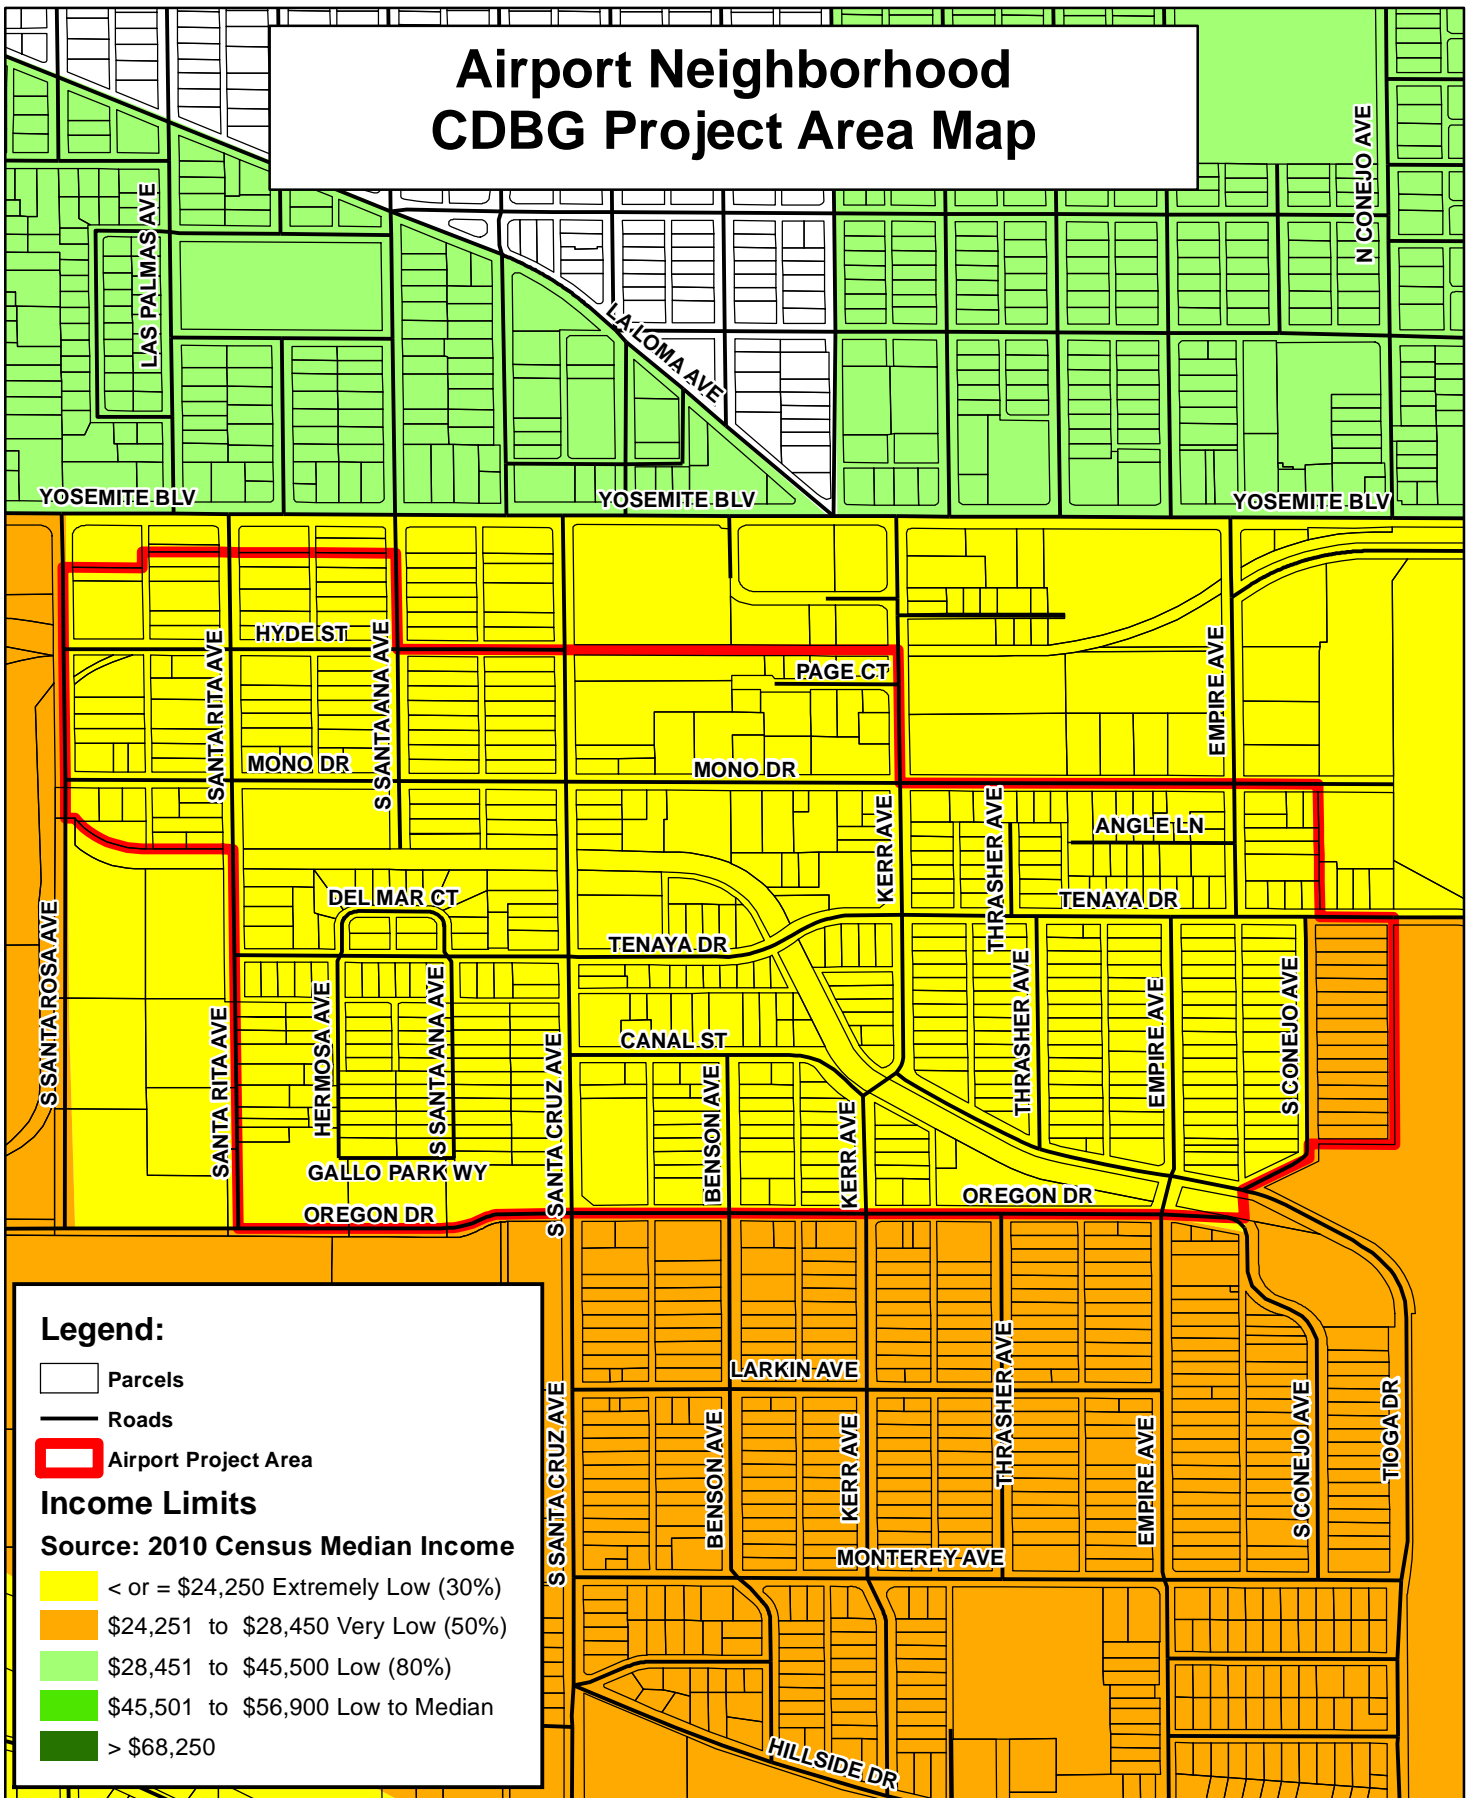 Airport Neighborhood
CDBG Project Area Map
N CONEJO AVE
LAS PALMAS AVE
LA LOMA AVE
YOSEMITE BLV
YOSEMITE BLV
YOSEMITE BLV
HYDE ST
SANTA RITA AVE
S SANTA ANA AVE
PAGE CT
EMPIRE AVE
MONO DR
MONO DR
KERR AVE
THRASHER AVE
ANGLE LN
DEL MAR CT
TENAYA DR
TENAYA DR
S SANTA ROSA AVE
SANTA RITA AVE
HERMOSA AVE
S SANTA ANA AVE
S SANTA CRUZ AVE
CANAL ST
BENSON AVE
KERR AVE
THRASHER AVE
EMPIRE AVE
S CONEJO AVE
GALLO PARK WY
OREGON DR
OREGON DR
LARKIN AVE
THRASHER AVE
S SANTA CRUZ AVE
BENSON AVE
KERR AVE
EMPIRE AVE
S CONEJO AVE
TIOGA DR
MONTEREY AVE
HILLSIDE DR
Legend:
Parcels
Roads
Airport Project Area
Income Limits
Source: 2010 Census Median Income
< or = $24,250 Extremely Low (30%)
$24,251 to $28,450 Very Low (50%)
$28,451 to $45,500 Low (80%)
$45,501 to $56,900 Low to Median
> $68,250